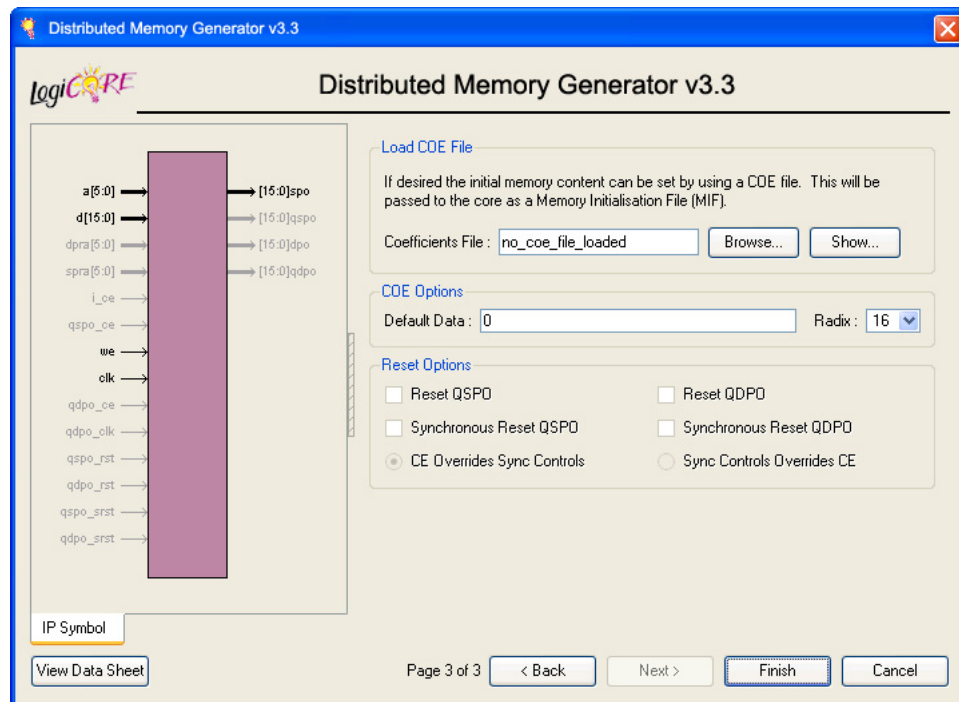 Distributed Memory Generator v3.3
LogiCORE
Distributed Memory Generator v3.3
a[5:0]
[15:0]spo
d[15:0]
[15:0]qspo
dpra[5:0]
[15:0]dpo
spra[5:0]
[15:0]qdpo
i_ce
qspo_ce
we
clk
qdpo_ce
qdpo_clk
qspo_rst
qdpo_rst
qspo_srst
qdpo_srst
IP Symbol
Load COE File
If desired the initial memory content can be set by using a COE file. This will be
passed to the core as a Memory Initialisation File (MIF).
Coefficients File : no_coe_file_loaded Browse... Show...
COE Options
Default Data : 0 Radix : 16
Reset Options
Reset QSPO Reset QDPO
Synchronous Reset QSPO Synchronous Reset QDPO
CE Overrides Sync Controls Sync Controls Overrides CE
View Data Sheet Page 3 of 3 < Back Next > Finish Cancel